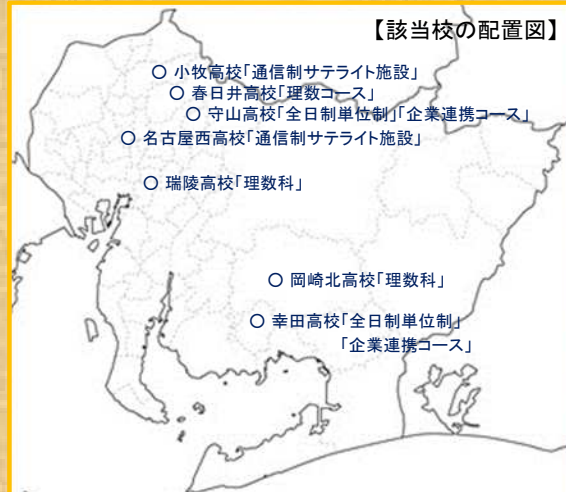 【該当校の配置図】
○ 小牧高校「通信制サテライト施設」
○ 春日井高校「理数コース」
○ 守山高校「全日制単位制」「企業連携コース」
○ 名古屋西高校「通信制サテライト施設」
○ 瑞陵高校「理数科」
○ 岡崎北高校「理数科」
○ 幸田高校「全日制単位制」
「企業連携コース」